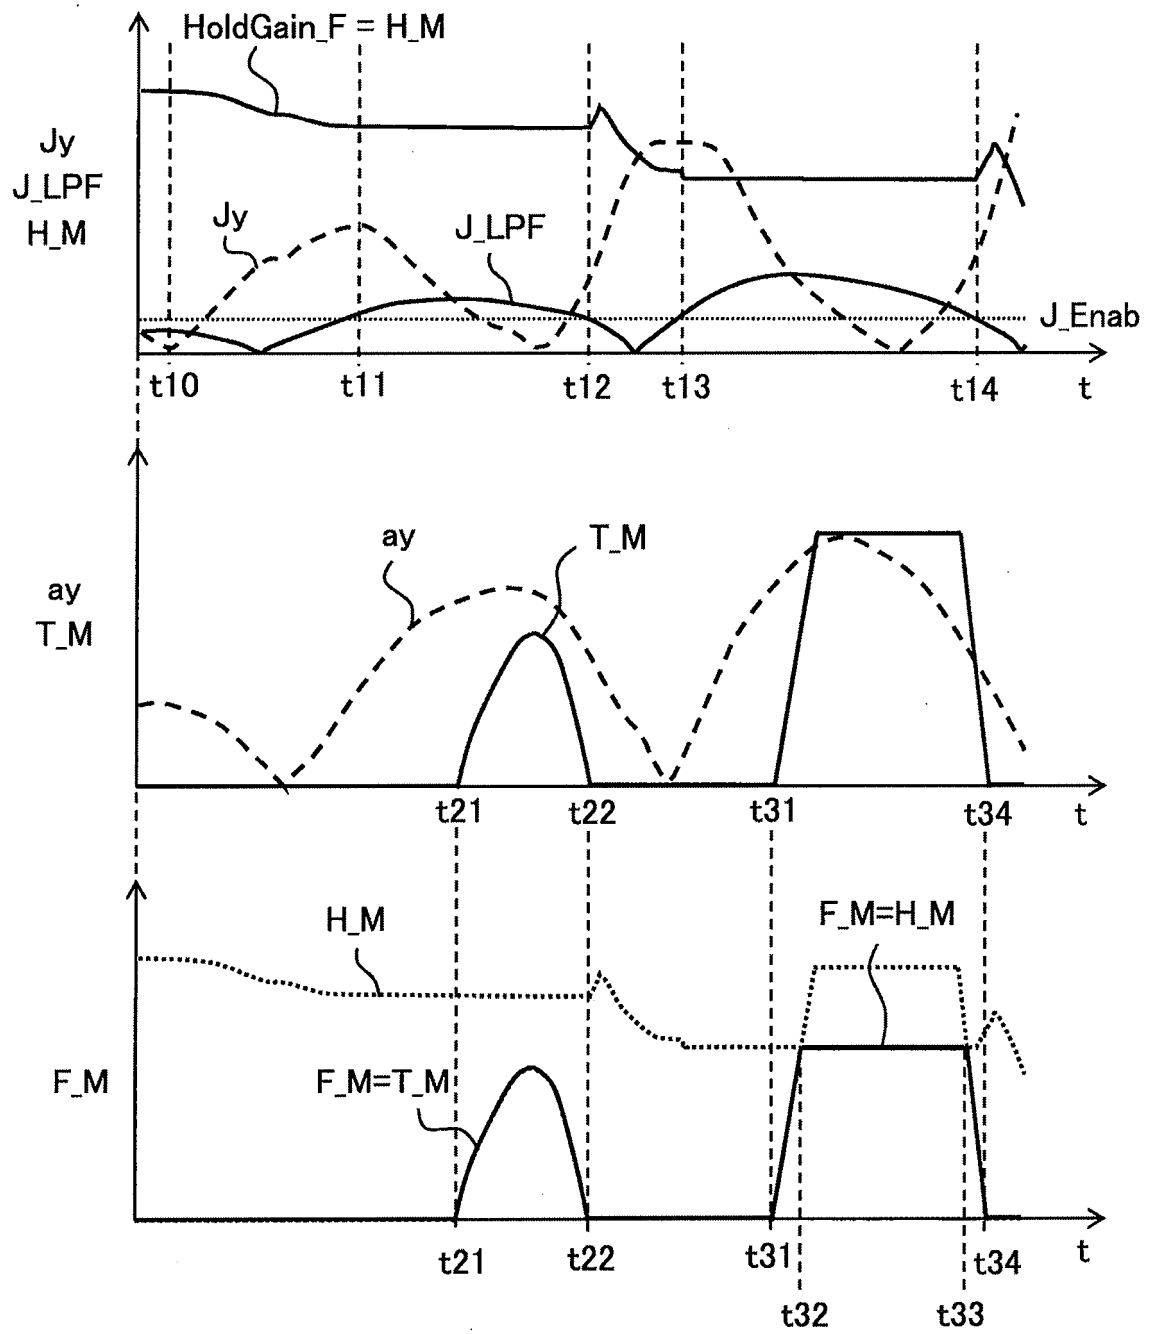 HoldGain_F = H_M
Jy
J_LPF
H_M
Jy
J_LPF
J_Enab
t10
t11
t12
t13
t14
t
ay
T_M
ay
T_M
t21
t22
t31
t34
t
H_M
F_M=H_M
F_M
F_M=T_M
t21
t22
t31
t34
t
t32
t33